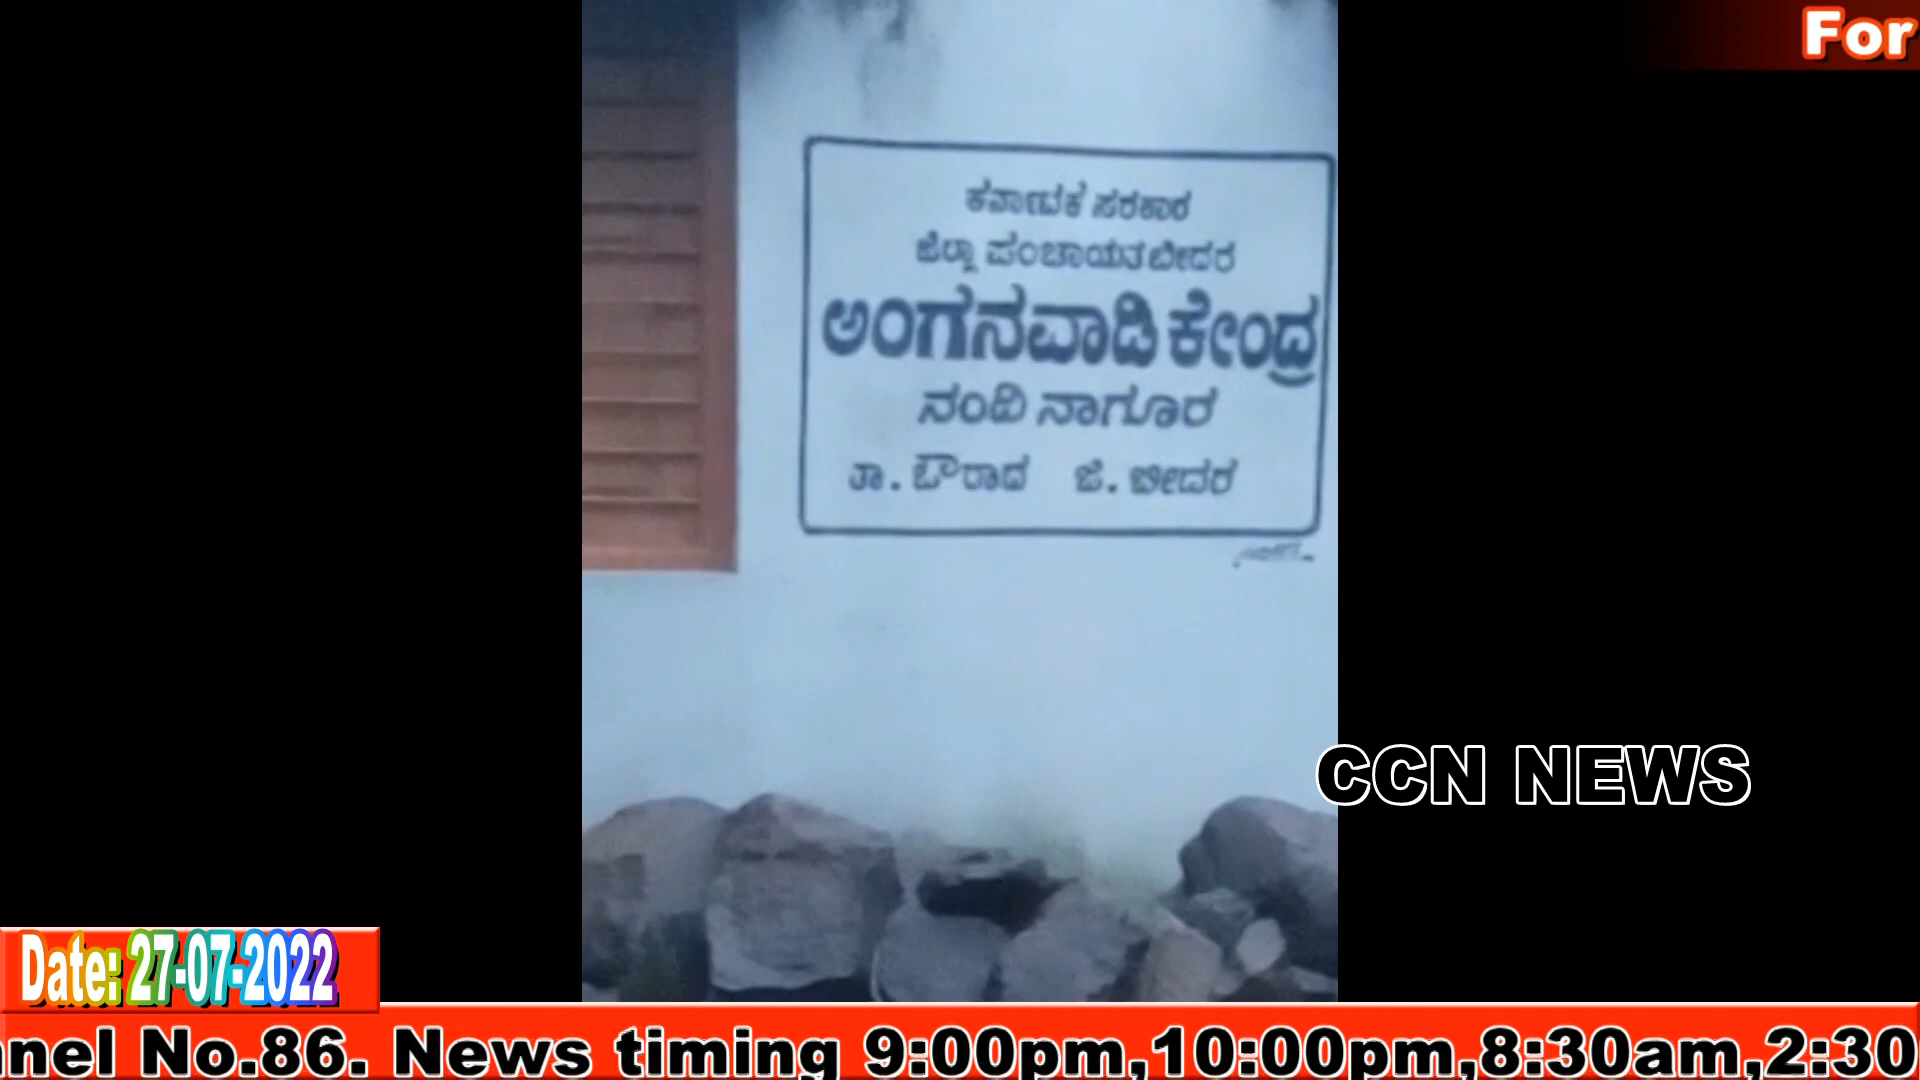 For
ಕರ್ನಾಟಕ ಸರಕಾರ
ಜಿಲ್ಲಾ ಪಂಚಾಯತ ಬೀದರ
ಅಂಗನವಾಡಿ ಕೇಂದ್ರ
ನಂದಿ ನಾಗೂರ
ತಾ. ಔರಾದ ಜಿ. ಬೀದರ
CCN NEWS
Date: 27-07-2022
nnel No.86. News timing 9:00pm,10:00pm,8:30am,2:30